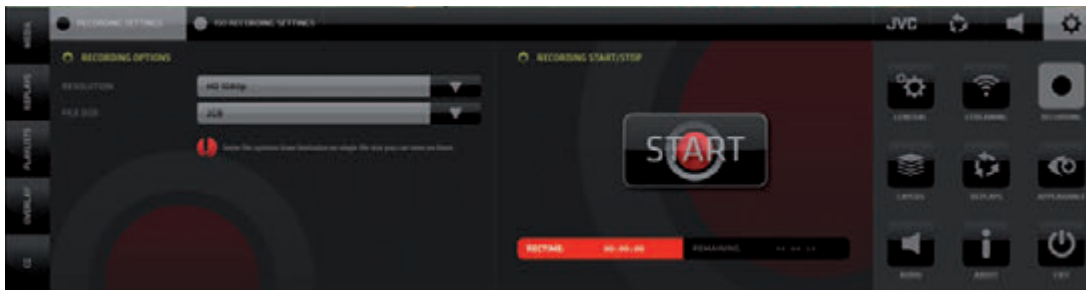 RECORDING SETTINGS
ISO RECORDING SETTINGS
JVC
MEDIA
REPLAYS
PLAYLISTS
OVERLAY
RECORDING OPTIONS
RESOLUTION
HD 1080p
FILE SIZE
2GB
RECORDING START/STOP
START
RECTIME:
00:00:00
REMAINING
GENERAL
STREAMING
RECORDING
LAYERS
REPLAYS
APPEARANCE
AUDIO
ABOUT
EXIT